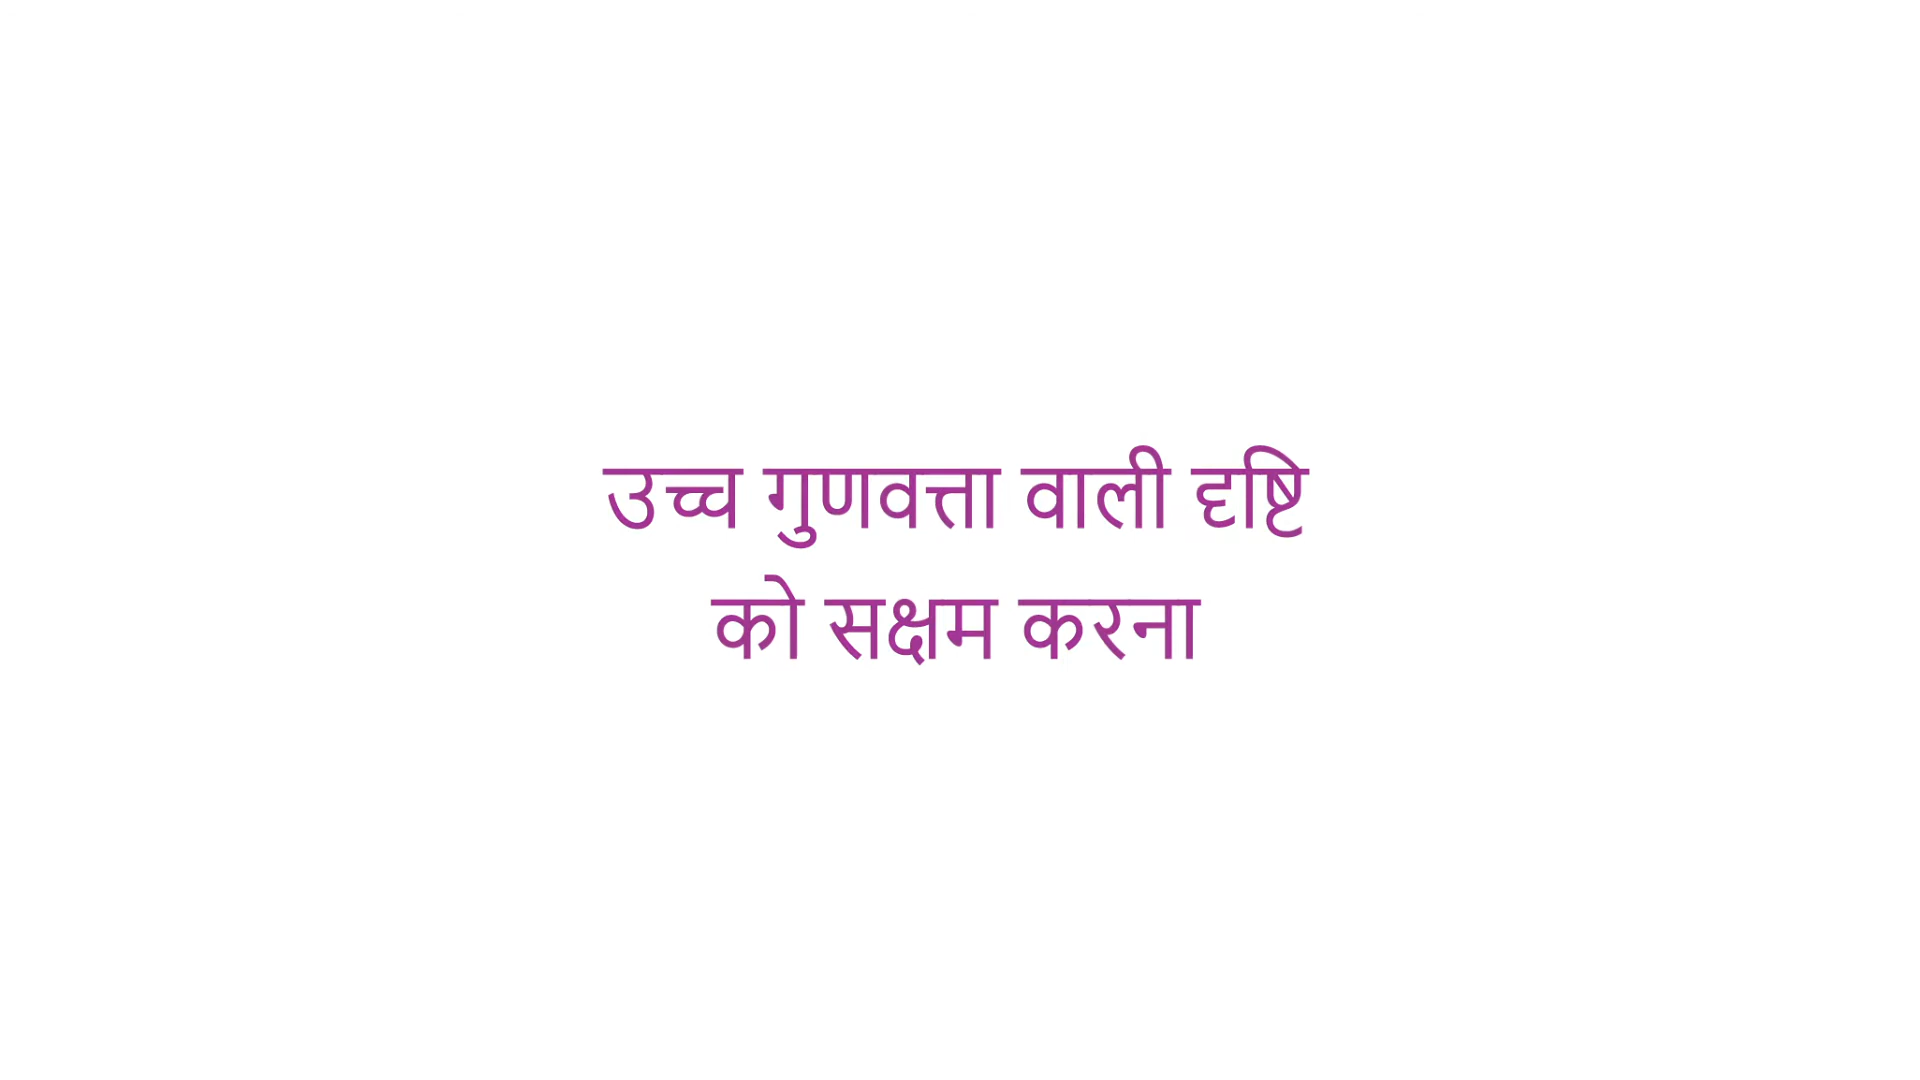 उच्च गुणवत्ता वाली दृष्टि
को सक्षम करना